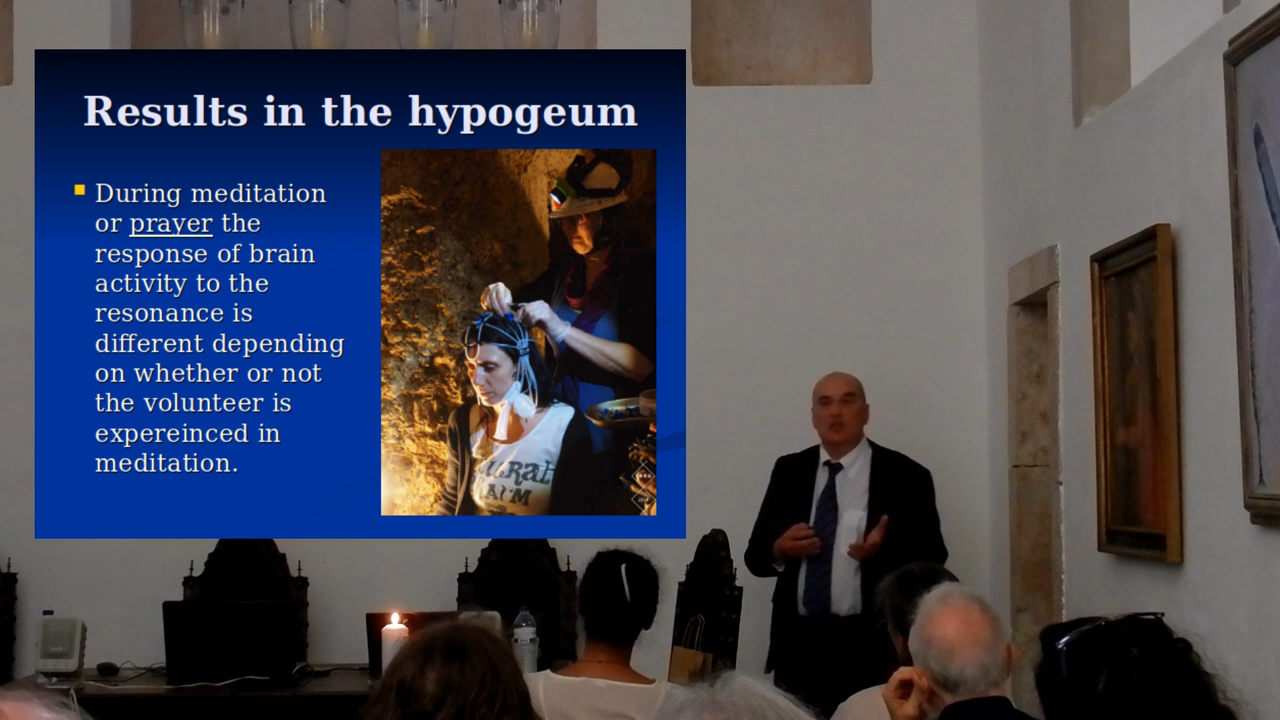 Results in the hypogeum
During meditation
or prayer the
response of brain
activity to the
resonance is
different depending
on whether or not
the volunteer is
expereinced in
meditation.